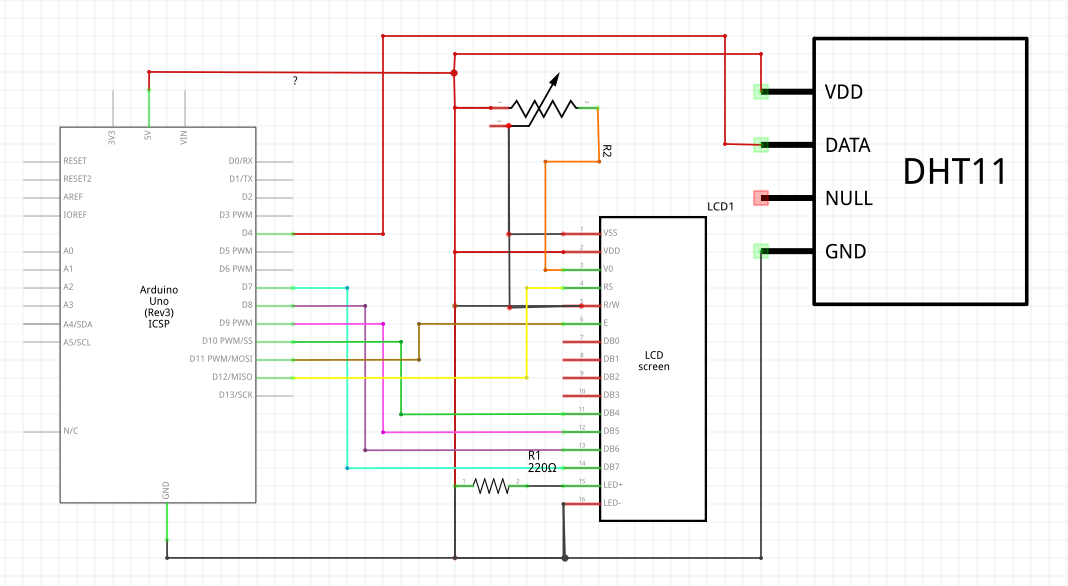 ?
3V3
5V
VIN
RESET
RESET2
AREF
IOREF
A0
A1
A2
A3
A4/SDA
A5/SCL
N/C
Arduino
Uno
(Rev3)
ICSP
D0/RX
D1/TX
D2
D3 PWM
D4
D5 PWM
D6 PWM
D7
D8
D9 PWM
D10 PWM/SS
D11 PWM/MOSI
D12/MISO
D13/SCK
GND
R2
R1
220Ω
1
2
LCD1
1 VSS
2 VDD
3 V0
4 RS
5 R/W
6 E
7 DB0
8 DB1
9 DB2
10 DB3
11 DB4
12 DB5
13 DB6
14 DB7
15 LED+
16 LED-
LCD
screen
VDD
DATA
NULL
GND
DHT11